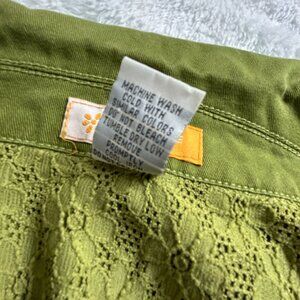 MACHINE WASH
COLD WITH
SIMILAR COLORS
DO NOT BLEACH
TUMBLE DRY LOW
REMOVE
PROMPTLY